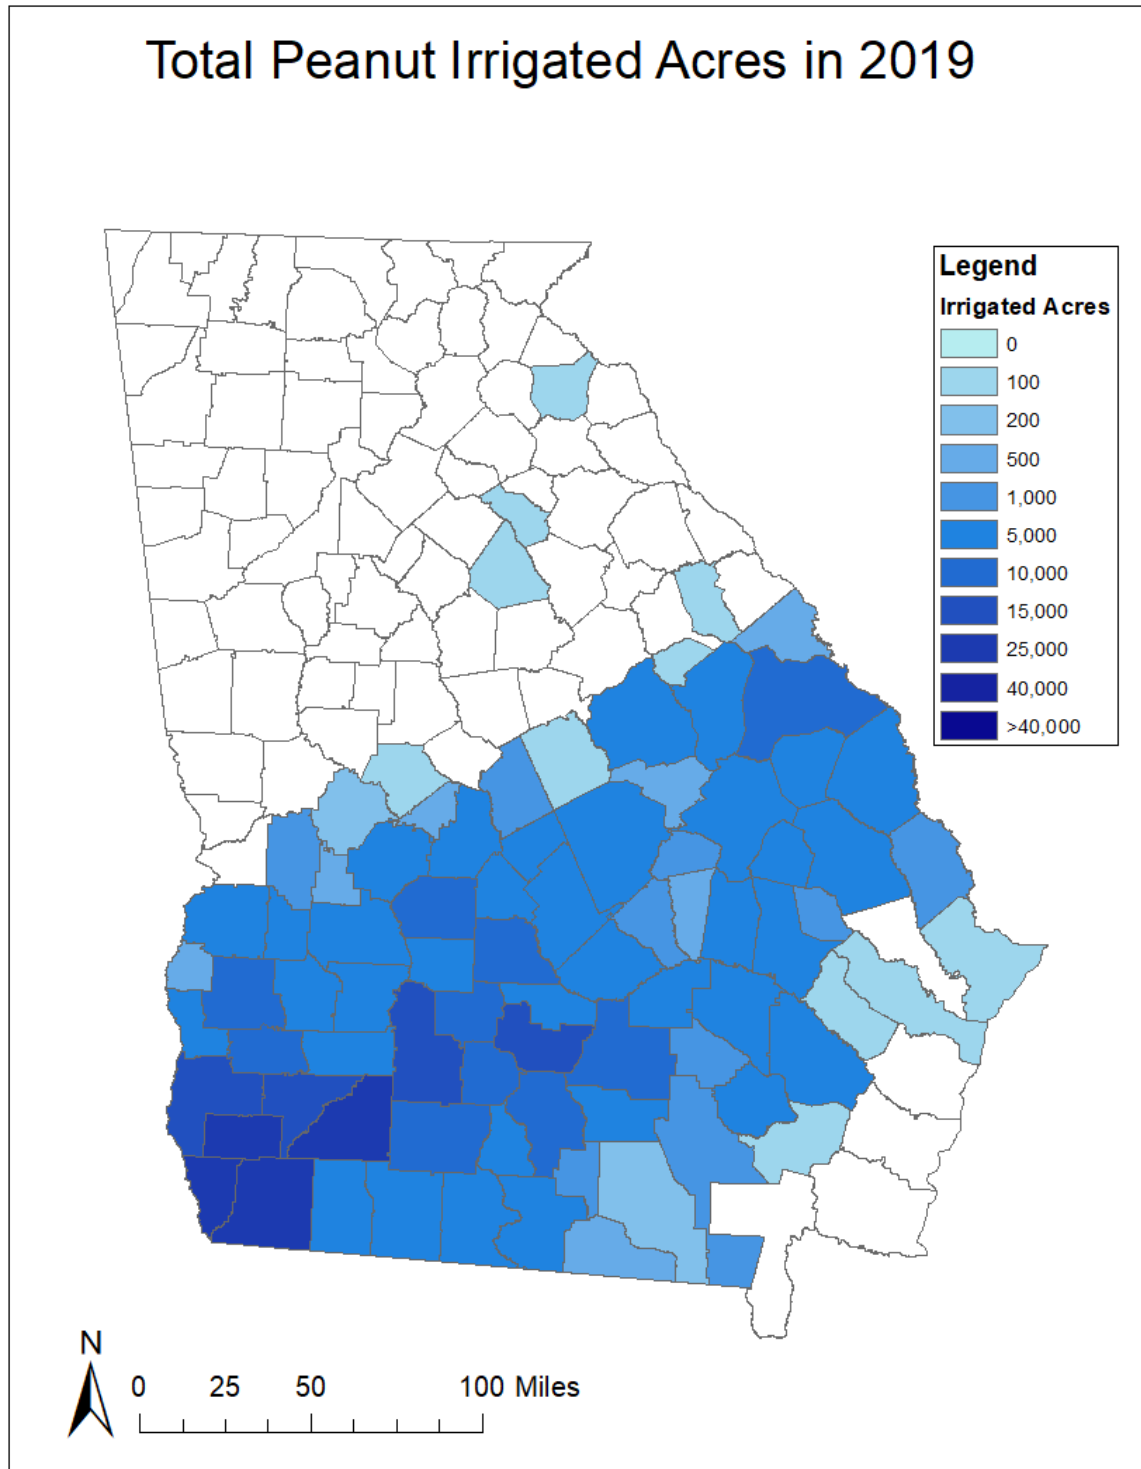 Total Peanut Irrigated Acres in 2019
Legend
Irrigated Acres
0
100
200
500
1,000
5,000
10,000
15,000
25,000
40,000
>40,000
N
0 25 50 100 Miles